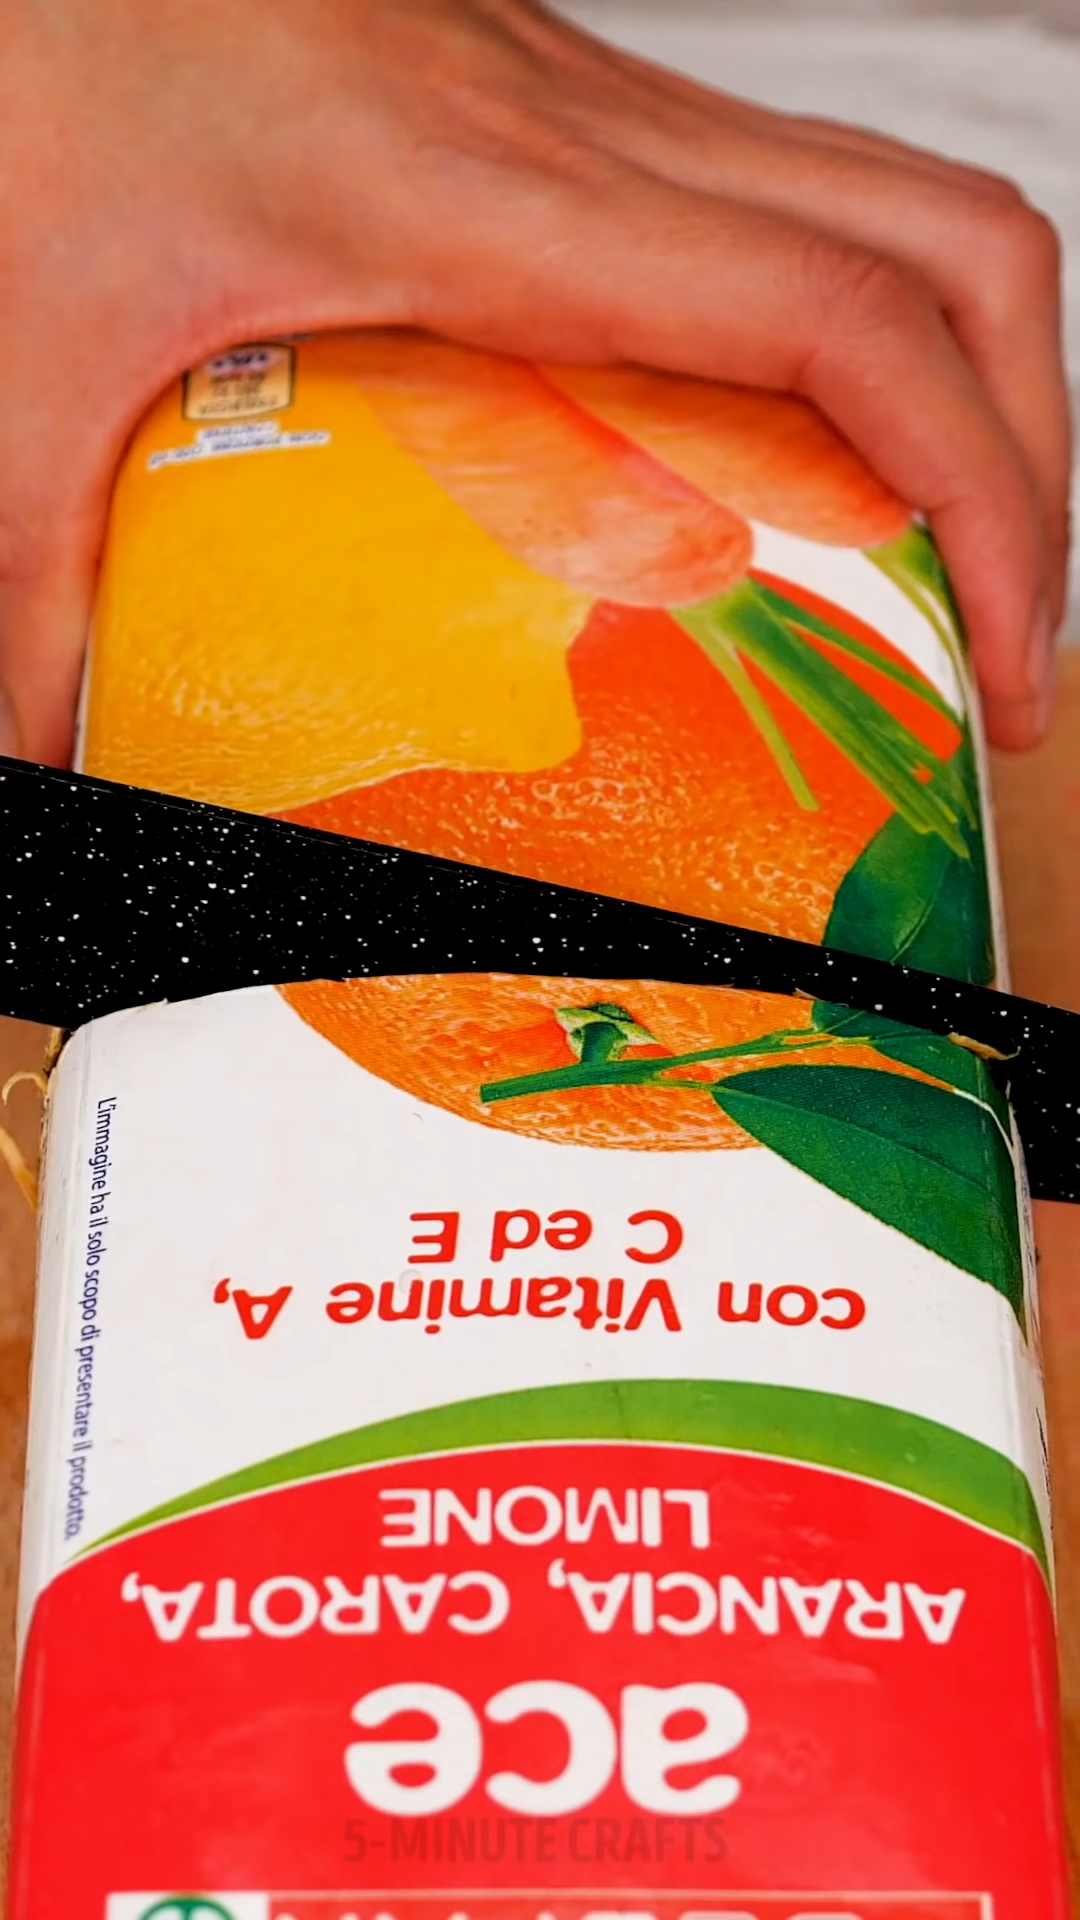 ace
ARANCIA, CAROTA,
LIMONE
con Vitamine A,
C ed E
L'immagine ha il solo scopo di presentare il prodotto.
5-MINUTE CRAFTS